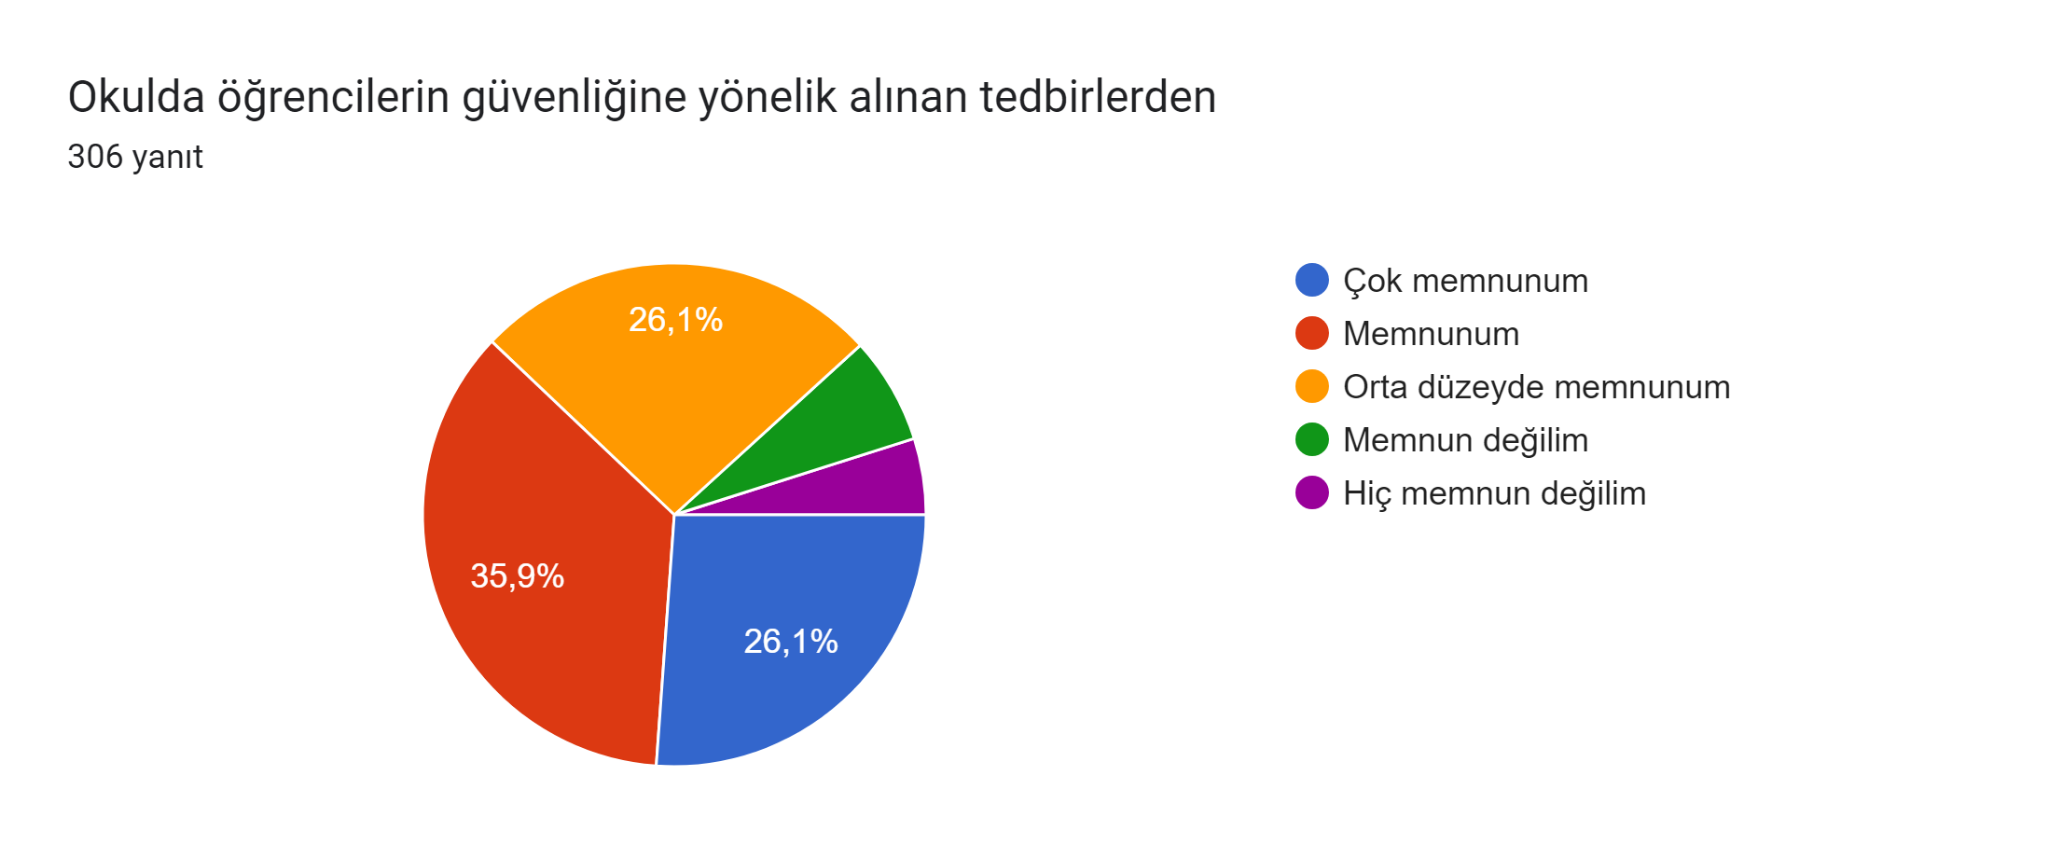 Okulda öğrencilerin güvenliğine yönelik alınan tedbirlerden
306 yanıt
26,1%
35,9%
26,1%
Çok memnunum
Memnunum
Orta düzeyde memnunum
Memnun değilim
Hiç memnun değilim